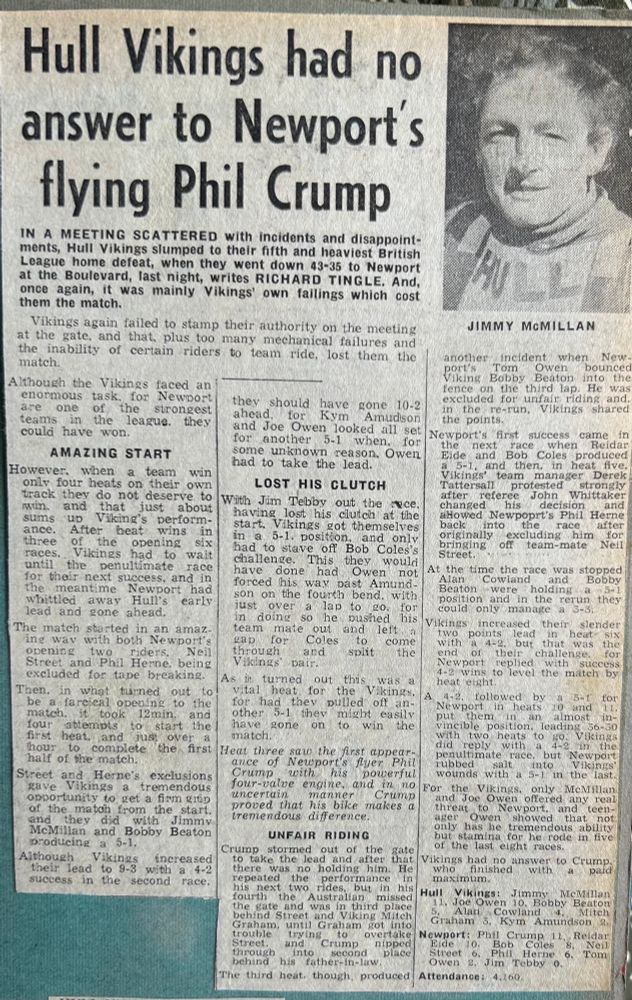 Hull Vikings had no
answer to Newport's
flying Phil Crump
IN A MEETING SCATTERED with incidents and disappoint-
ments, Hull Vikings slumped to their fifth and heaviest British
League home defeat, when they went down 43-35 to Newport
at the Boulevard, last night, writes RICHARD TINGLE. And,
once again, it was mainly Vikings' own failings which cost
them the match.
Vikings again failed to stamp their authority on the meeting
at the gate, and that, plus too many mechanical failures and
the inability of certain riders to team ride, lost them the
match.
HULL
JIMMY McMILLAN
Although the Vikings faced an
enormous task, for Newport
are one of the strongest
teams in the league, they
could have won.
AMAZING START
However, when a team win
only four heats on their own
track they do not deserve to
win, and that just about
sums up Viking's perform-
ance. After heat wins in
three of the opening six
races, Vikings had to wait
until the penultimate race
for their next success, and in
the meantime Newport had
whittled away Hull's early
lead and gone ahead.
The match started in an amaz-
ing way with both Newport's
opening two riders, Neil
Street and Phil Herne, being
excluded for tape breaking.
Then, in what turned out to
be a farcical opening to the
match, it took 12min. and
four attempts to start the
first heat, and just over a
hour to complete the first
half of the match.
Street and Herne's exclusions
gave Vikings a tremendous
opportunity to get a firm grip
of the match from the start,
and they did with Jimmy
McMillan and Bobby Beaton
producing a 5-1.
Although Vikings increased
their lead to 9-3 with a 4-2
success in the second race,
they should have gone 10-2
ahead, for Kym Amudson
and Joe Owen looked all set
for another 5-1 when, for
some unknown reason, Owen
had to take the lead.
LOST HIS CLUTCH
With Jim Tebby out the race,
having lost his clutch at the
start, Vikings got themselves
in a 5-1, position, and only
had to stave off Bob Coles's
challenge. This they would
have done had Owen not
forced his way past Amund-
son on the fourth bend, with
just over a lap to go, for
in doing so he pushed his
team mate out and left a
gap for Coles to come
through and split the
Vikings' pair.
As it turned out this was a
vital heat for the Vikings,
for had they pulled off an-
other 5-1 they might easily
have gone on to win the
match.
Heat three saw the first appear-
ance of Newport's flyer Phil
Crump with his powerful
four-valve engine, and in no
uncertain manner Crump
proved that his bike makes a
tremendous difference.
UNFAIR RIDING
Crump stormed out of the gate
to take the lead and after that
there was no holding him. He
repeated the performance in
his next two rides, but in his
fourth the Australian missed
the gate and was in third place
behind Street and Viking Mitch
Graham, until Graham got into
trouble trying to overtake
Street, and Crump nipped
through into second place
behind his father-in-law.
The third heat, though, produced
another incident when New-
port's Tom Owen bounced
Viking Bobby Beaton into the
fence on the third lap. He was
excluded for unfair riding and,
in the re-run, Vikings shared
the points.
Newport's first success came in
the next race when Reidar
Eide and Bob Coles produced
a 5-1, and then, in heat five,
Vikings' team manager Derek
Tattersall protested strongly
after referee John Whittaker
changed his decision and
allowed Newport's Phil Herne
back into the race after
originally excluding him for
bringing off team-mate Neil
Street.
At the time the race was stopped
Alan Cowland and Bobby
Beaton were holding a 5-1
position and in the rerun they
could only manage a 3-3.
Vikings increased their slender
two points lead in heat six
with a 4-2, but that was the
end of their challenge, for
Newport replied with success
4-2 wins to level the match by
heat eight.
A 4-2, followed by a 5-1 for
Newport in heats 10 and 11,
put them in an almost in-
vincible position, leading 36-30
with two heats to go. Vikings
did reply with a 4-2 in the
penultimate race, but Newport
rubbed salt into Vikings'
wounds with a 5-1 in the last.
For the Vikings, only McMillan
and Joe Owen offered any real
threat to Newport, and teen-
ager Owen showed that not
only has he tremendous ability
but stamina for he rode in five
of the last eight races.
Vikings had no answer to Crump,
who finished with a paid
maximum.
Hull Vikings: Jimmy McMillan
11, Joe Owen 10, Bobby Beaton
5, Alan Cowland 4, Mitch
Graham 3, Kym Amundson 2.
Newport: Phil Crump 11, Reidar
Eide 10, Bob Coles 8, Neil
Street 6, Phil Herne 6, Tom
Owen 2, Jim Tebby 0.
Attendance: 4,160.